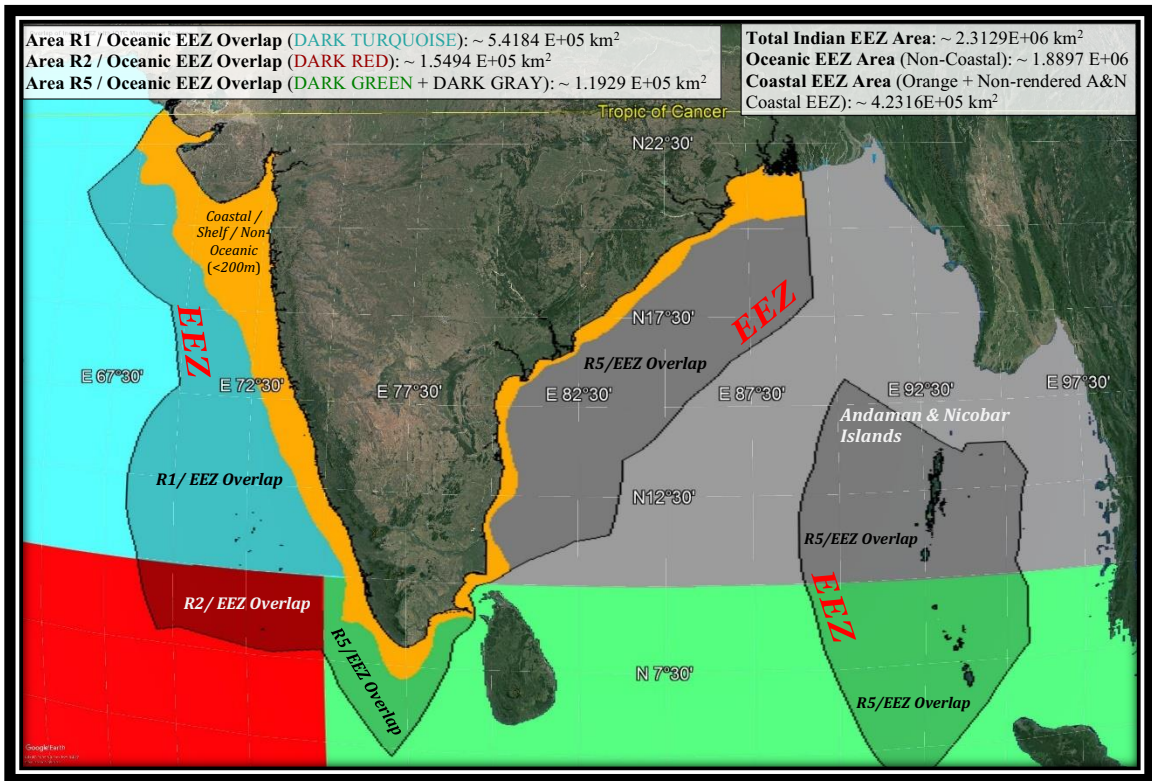 Area R1 / Oceanic EEZ Overlap (DARK TURQUOISE): ~ 5.4184 E+05 km²
Area R2 / Oceanic EEZ Overlap (DARK RED): ~ 1.5494 E+05 km²
Area R5 / Oceanic EEZ Overlap (DARK GREEN + DARK GRAY): ~ 1.1929 E+05 km²
Total Indian EEZ Area: ~ 2.3129E+06 km²
Oceanic EEZ Area (Non-Coastal): ~ 1.8897 E+06
Coastal EEZ Area (Orange + Non-rendered A&N
Coastal EEZ): ~ 4.2316E+05 km²
Tropic of Cancer
N22°30'
Coastal /
Shelf / Non-
Oceanic
(<200m)
EEZ
EEZ
N17°30'
R5/EEZ Overlap
E 67°30'
E 72°30'
E 77°30'
E 82°30'
E 87°30'
E 92°30'
E 97°30'
Andaman & Nicobar
Islands
R1/ EEZ Overlap
N12°30'
R5/EEZ Overlap
EEZ
R2/ EEZ Overlap
R5/EEZ Overlap
N 7°30'
R5/EEZ Overlap
Google Earth